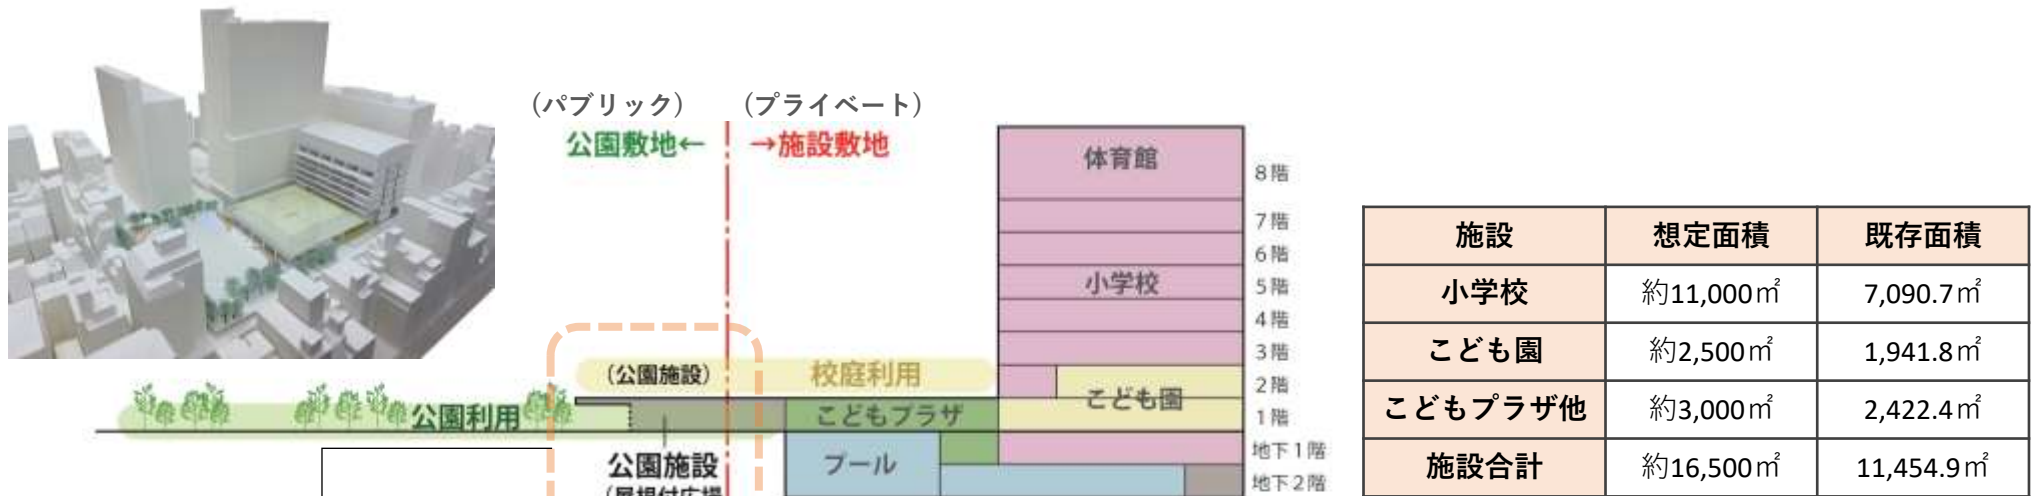 （パブリック）
（プライベート）
公園敷地←
→施設敷地
体育館
8階
7階
6階
小学校
5階
4階
3階
（公園施設）
校庭利用
2階
こども園
公園利用
こどもプラザ
1階
公園施設
（屋根付広場
プール
地下1階
地下2階
施設 想定面積 既存面積
小学校 約11,000㎡ 7,090.7㎡
こども園 約2,500㎡ 1,941.8㎡
こどもプラザ他 約3,000㎡ 2,422.4㎡
施設合計 約16,500㎡ 11,454.9㎡